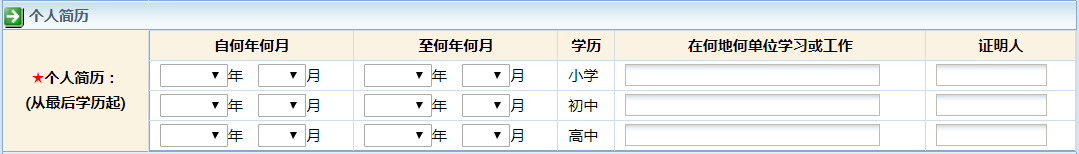 个人简历
自何年何月 至何年何月 学历 在何地何单位学习或工作 证明人
★个人简历：
(从最后学历起)
年 月 年 月 小学
年 月 年 月 初中
年 月 年 月 高中